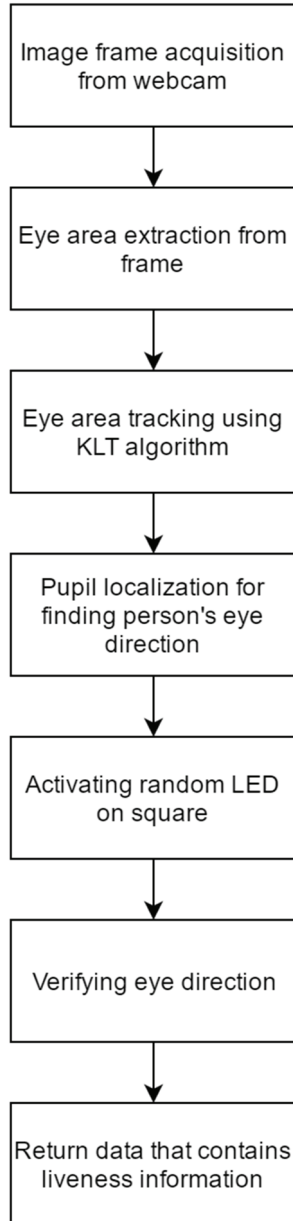 Image frame acquisition
from webcam
Eye area extraction from
frame
Eye area tracking using
KLT algorithm
Pupil localization for
finding person's eye
direction
Activating random LED
on square
Verifying eye direction
Return data that contains
liveness information